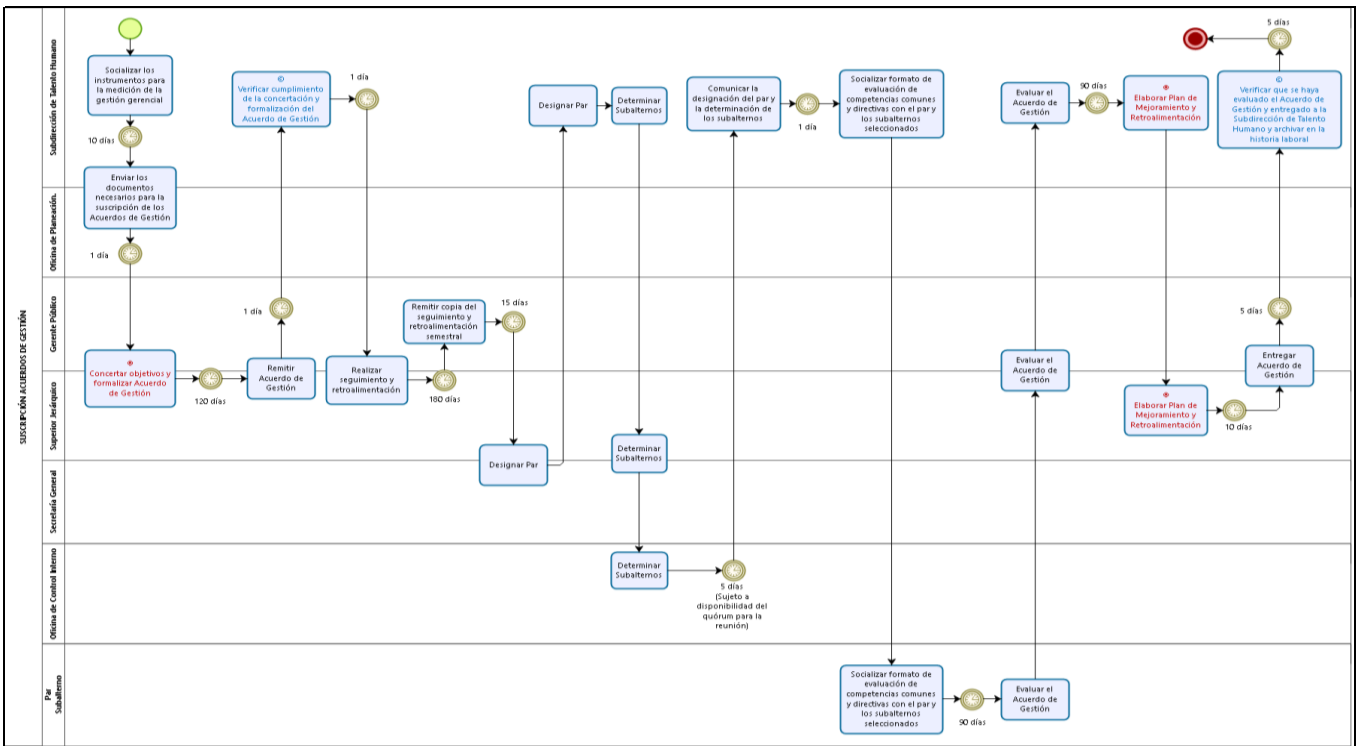 SUSCRIPCIÓN ACUERDOS DE GESTIÓN
Subdirección de Talento Humano
Socializar los
instrumentos para
la medición de la
gestión gerencial
10 días
Enviar los
documentos
necesarios para la
suscripción de los
Acuerdos de Gestión
Verificar cumplimiento
de la concertación y
formalización del
Acuerdo de Gestión
1 día
Designar Par
Determinar
Subalternos
Comunicar la
designación del par y
la determinación de
los subalternos
1 día
Socializar formato de
evaluación de
competencias comunes
y directivas con el par y
los subalternos
seleccionados
Evaluar el
Acuerdo de
Gestión
90 días
Elaborar Plan de
Mejoramiento y
Retroalimentación
5 días
Verificar que se haya
evaluado el Acuerdo de
Gestión y entregado a la
Subdirección de Talento
Humano y archivar en la
historia laboral
Oficina de Planeación.
1 día
Gerente Público
Concertar objetivos y
formalizar Acuerdo
de Gestión
120 días
1 día
Remitir
Acuerdo de
Gestión
Realizar
seguimiento y
retroalimentación
Remitir copia del
seguimiento y
retroalimentación
semestral
15 días
180 días
Evaluar el
Acuerdo de
Gestión
5 días
Entregar
Acuerdo de
Gestión
Superior Jerárquico
Designar Par
Determinar
Subalternos
Elaborar Plan de
Mejoramiento y
Retroalimentación
10 días
Secretaría General
Oficina de Control Interno
Determinar
Subalternos
5 días
(Sujeto a
disponibilidad del
quórum para la
reunión)
Par
Subalterno
Socializar formato de
evaluación de
competencias comunes
y directivas con el par y
los subalternos
seleccionados
90 días
Evaluar el
Acuerdo de
Gestión